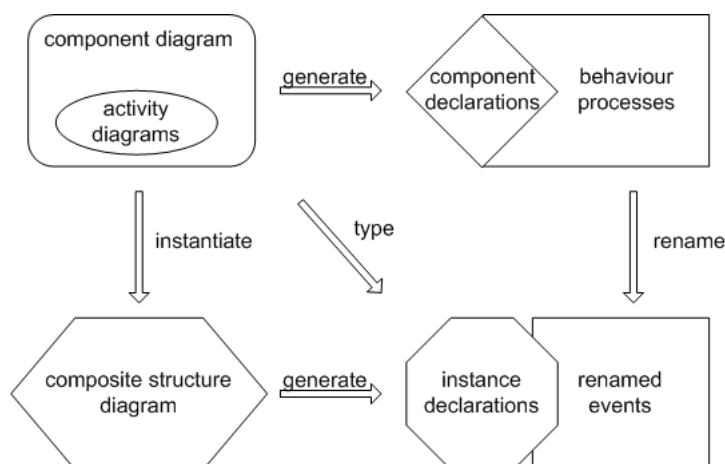 component diagram
activity
diagrams
generate
component
declarations
behaviour
processes
instantiate
type
rename
composite structure
diagram
generate
instance
declarations
renamed
events